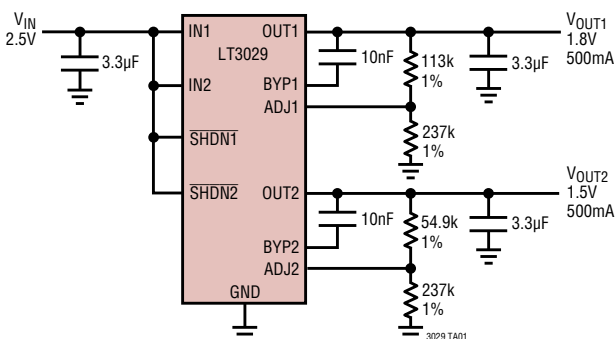 VIN
2.5V
3.3µF
IN1
OUT1
LT3029
IN2
BYP1
ADJ1
SHDN1
SHDN2
OUT2
BYP2
ADJ2
GND
10nF
113k
1%
237k
1%
3.3µF
VOUT1
1.8V
500mA
10nF
54.9k
1%
237k
1%
3.3µF
VOUT2
1.5V
500mA
3029 TA01